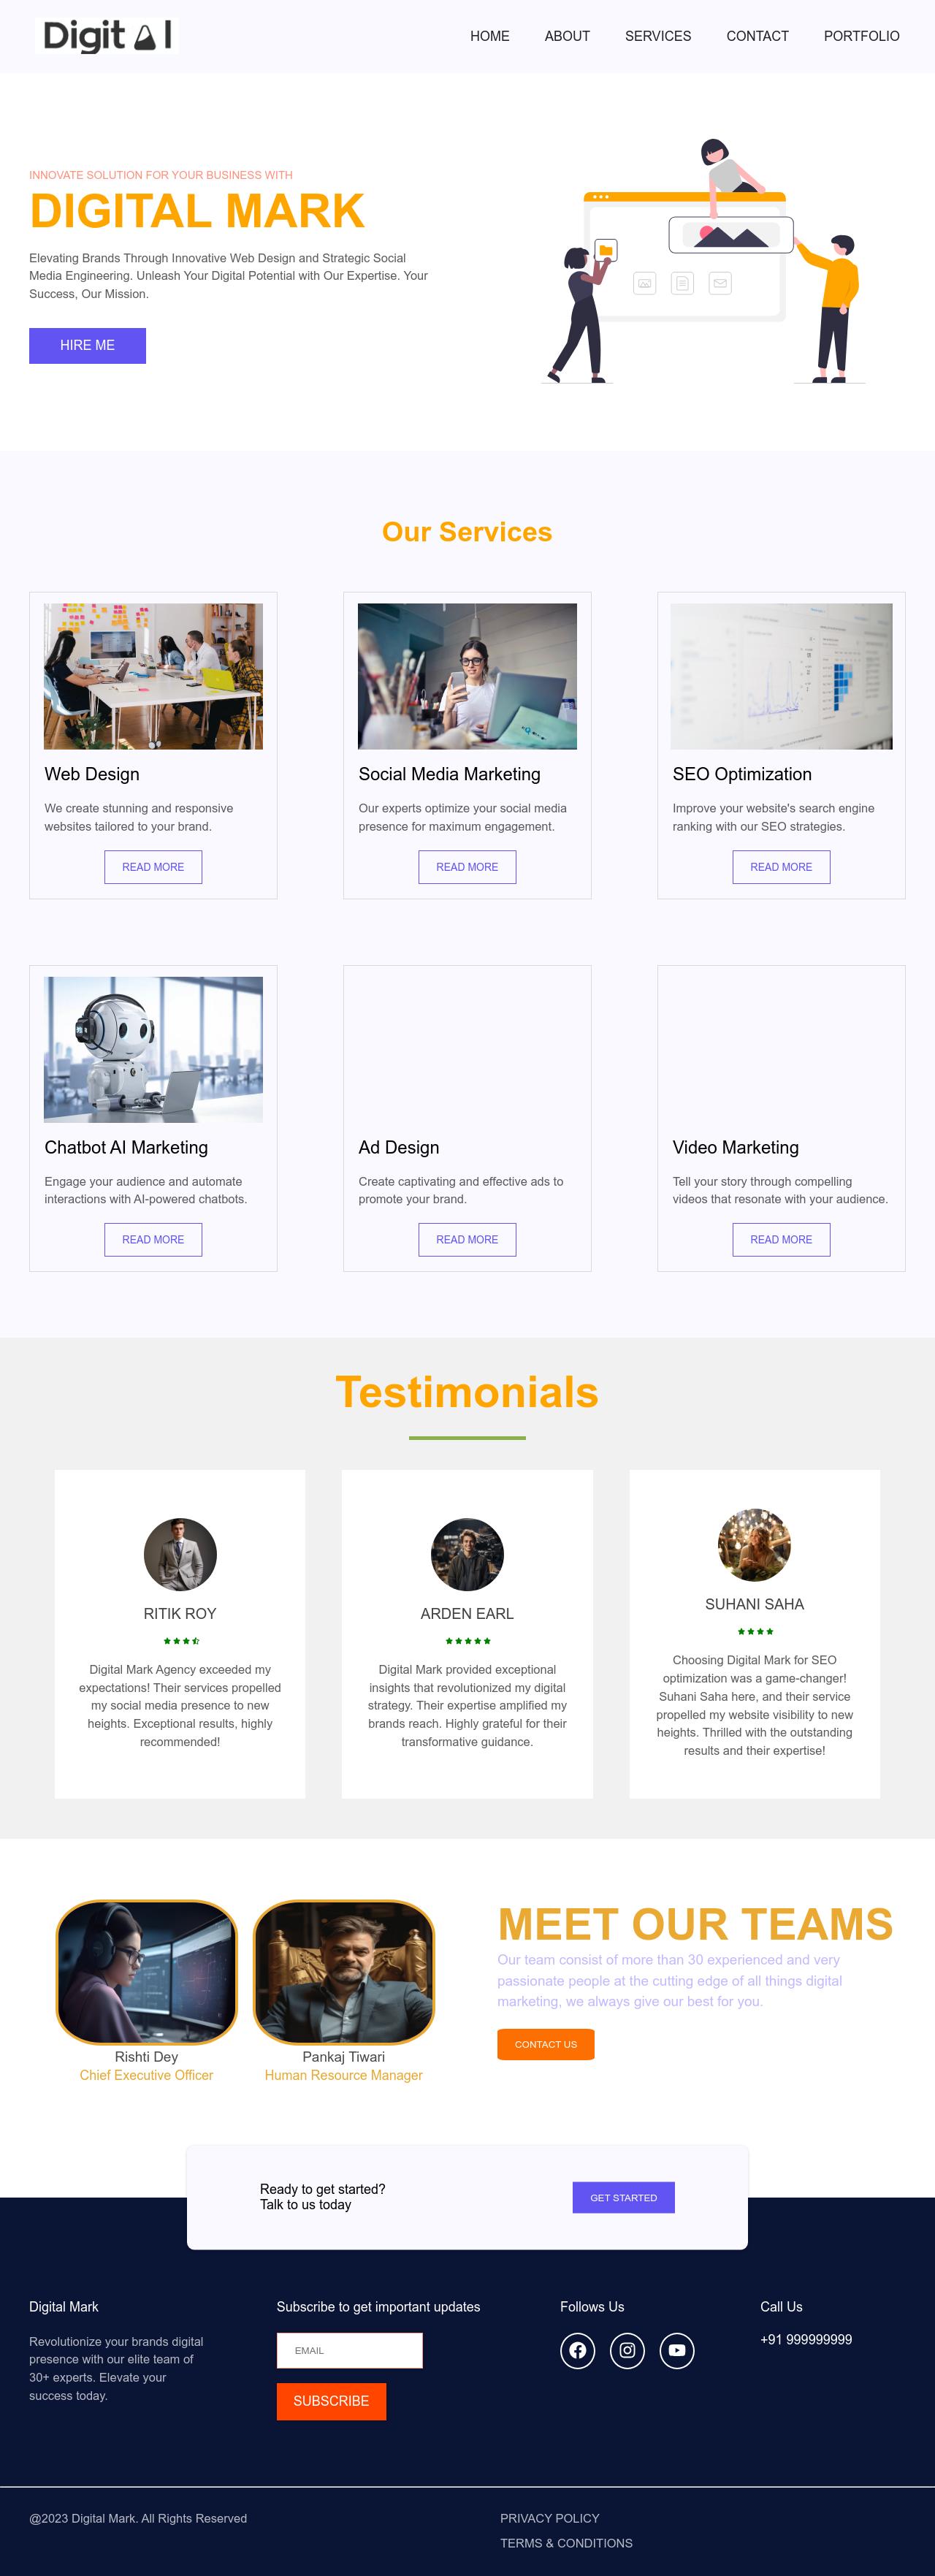 Digit l
HOME ABOUT SERVICES CONTACT PORTFOLIO
INNOVATE SOLUTION FOR YOUR BUSINESS WITH
DIGITAL MARK
Elevating Brands Through Innovative Web Design and Strategic Social
Media Engineering. Unleash Your Digital Potential with Our Expertise. Your
Success, Our Mission.
HIRE ME
Our Services
Web Design
We create stunning and responsive
websites tailored to your brand.
READ MORE
Social Media Marketing
Our experts optimize your social media
presence for maximum engagement.
READ MORE
SEO Optimization
Improve your website's search engine
ranking with our SEO strategies.
READ MORE
Chatbot AI Marketing
Engage your audience and automate
interactions with AI-powered chatbots.
READ MORE
Ad Design
Create captivating and effective ads to
promote your brand.
READ MORE
Video Marketing
Tell your story through compelling
videos that resonate with your audience.
READ MORE
Testimonials
RITIK ROY
Digital Mark Agency exceeded my
expectations! Their services propelled
my social media presence to new
heights. Exceptional results, highly
recommended!
ARDEN EARL
Digital Mark provided exceptional
insights that revolutionized my digital
strategy. Their expertise amplified my
brands reach. Highly grateful for their
transformative guidance.
SUHANI SAHA
Choosing Digital Mark for SEO
optimization was a game-changer!
Suhani Saha here, and their service
propelled my website visibility to new
heights. Thrilled with the outstanding
results and their expertise!
Rishti Dey
Chief Executive Officer
Pankaj Tiwari
Human Resource Manager
MEET OUR TEAMS
Our team consist of more than 30 experienced and very
passionate people at the cutting edge of all things digital
marketing, we always give our best for you.
CONTACT US
Ready to get started?
Talk to us today
GET STARTED
Digital Mark
Revolutionize your brands digital
presence with our elite team of
30+ experts. Elevate your
success today.
Subscribe to get important updates
EMAIL
SUBSCRIBE
Follows Us
Call Us
+91 999999999
@2023 Digital Mark. All Rights Reserved
PRIVACY POLICY
TERMS & CONDITIONS